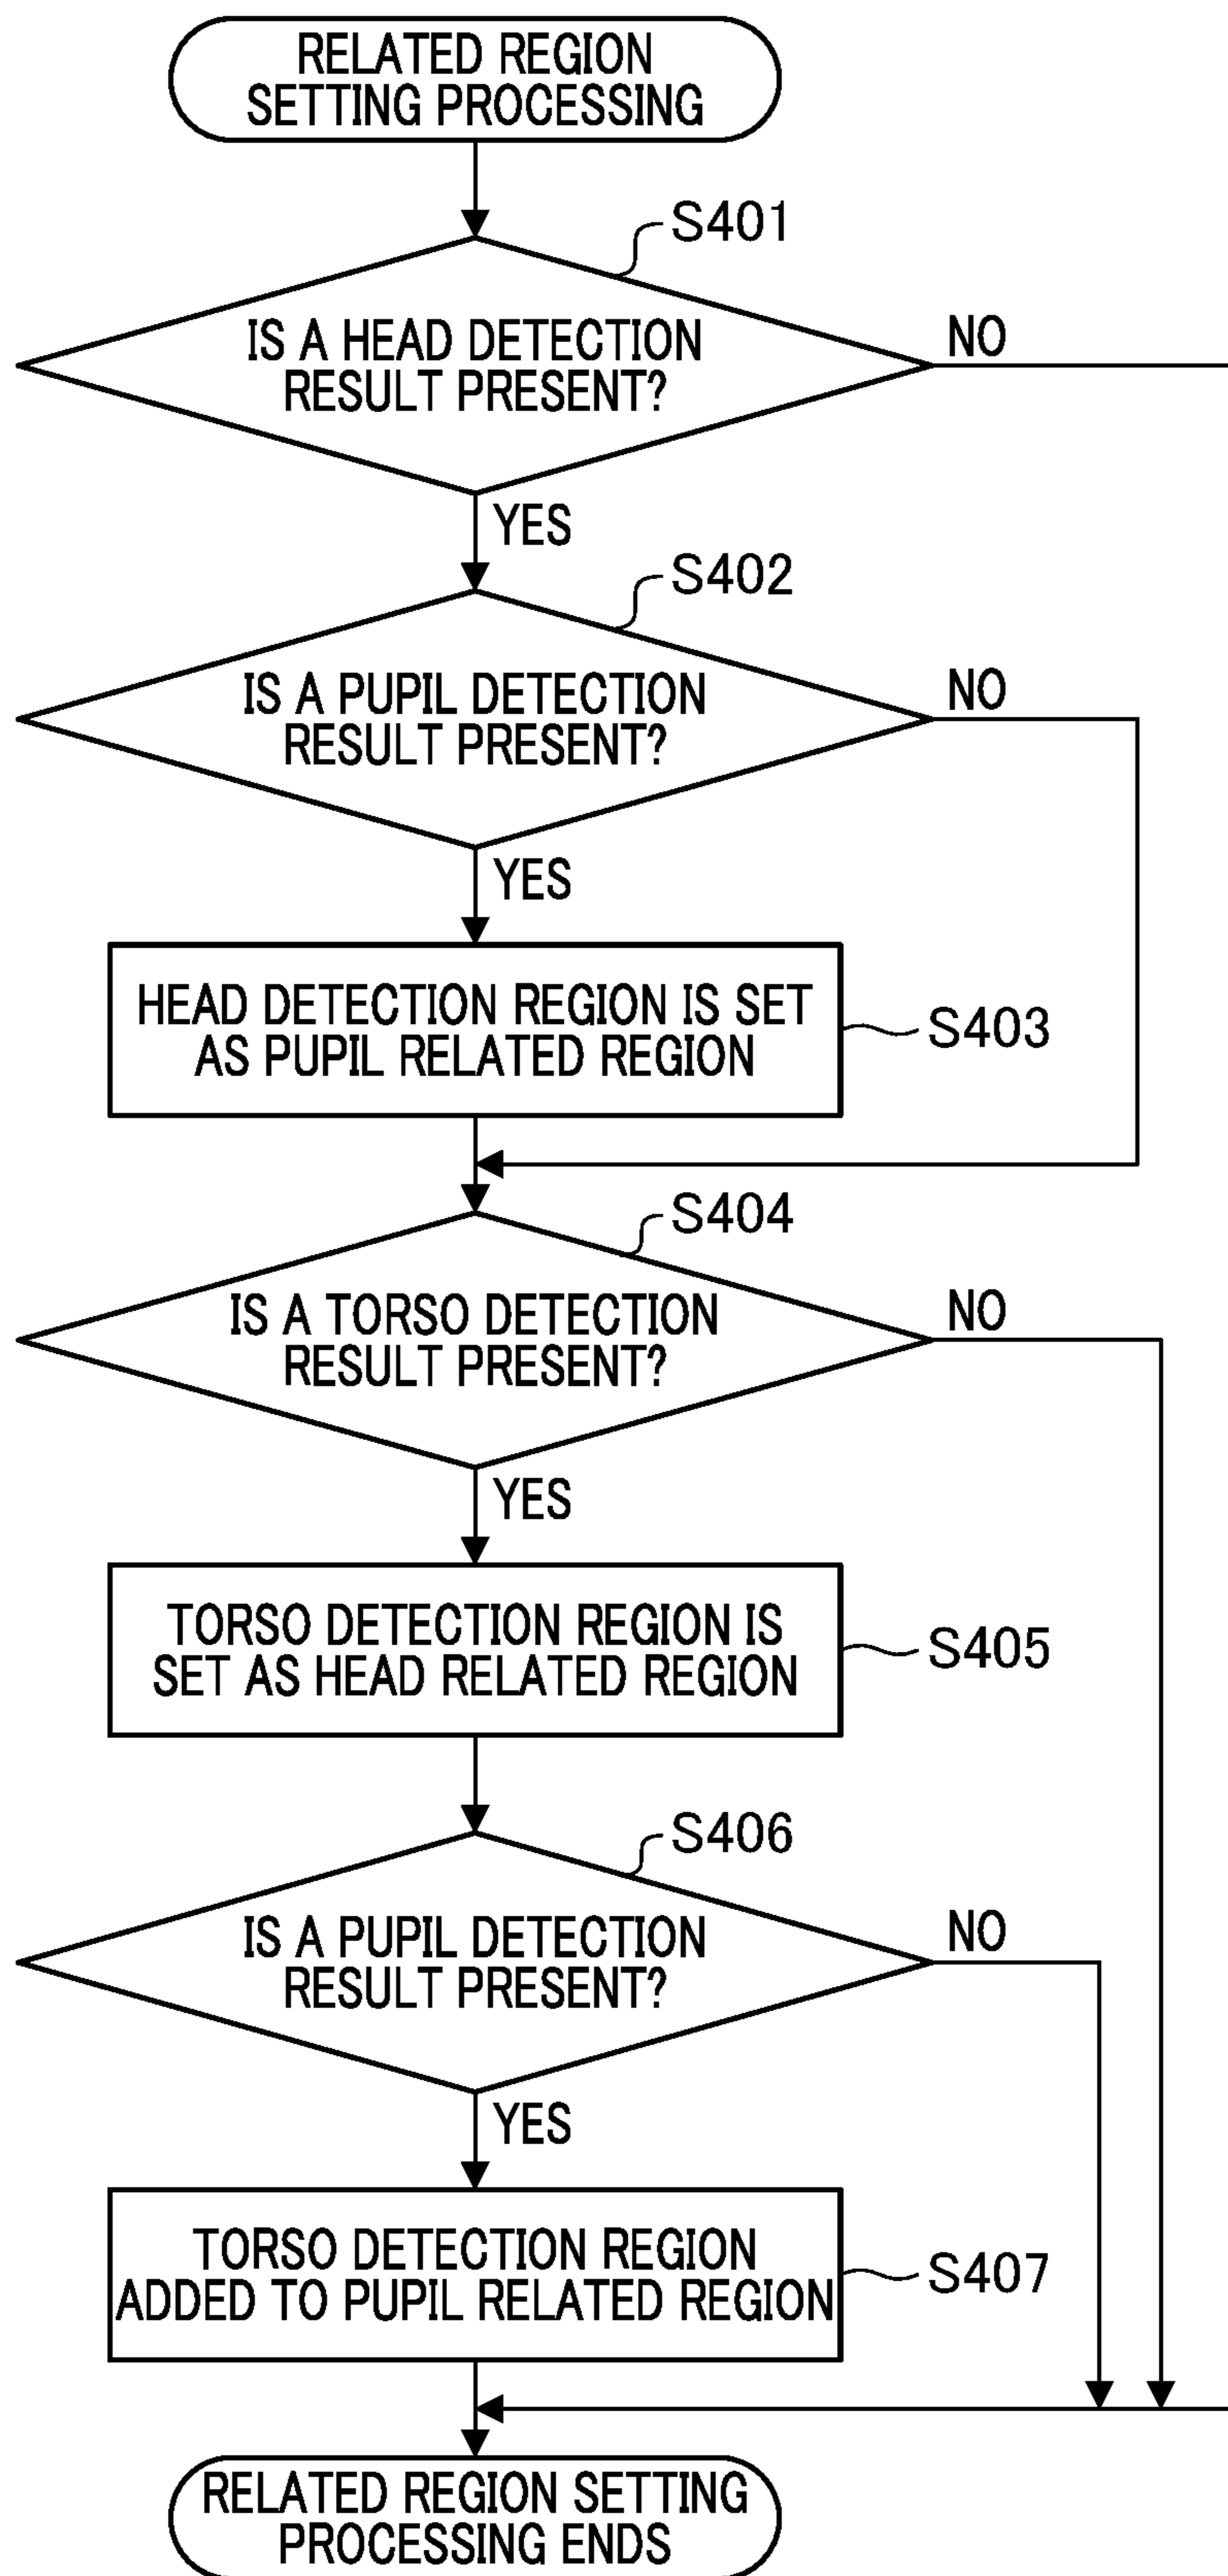 RELATED REGION
SETTING PROCESSING
S401
IS A HEAD DETECTION
RESULT PRESENT?
NO
YES
S402
IS A PUPIL DETECTION
RESULT PRESENT?
NO
YES
HEAD DETECTION REGION IS SET
AS PUPIL RELATED REGION
S403
S404
IS A TORSO DETECTION
RESULT PRESENT?
NO
YES
TORSO DETECTION REGION IS
SET AS HEAD RELATED REGION
S405
S406
IS A PUPIL DETECTION
RESULT PRESENT?
NO
YES
TORSO DETECTION REGION
ADDED TO PUPIL RELATED REGION
S407
RELATED REGION SETTING
PROCESSING ENDS